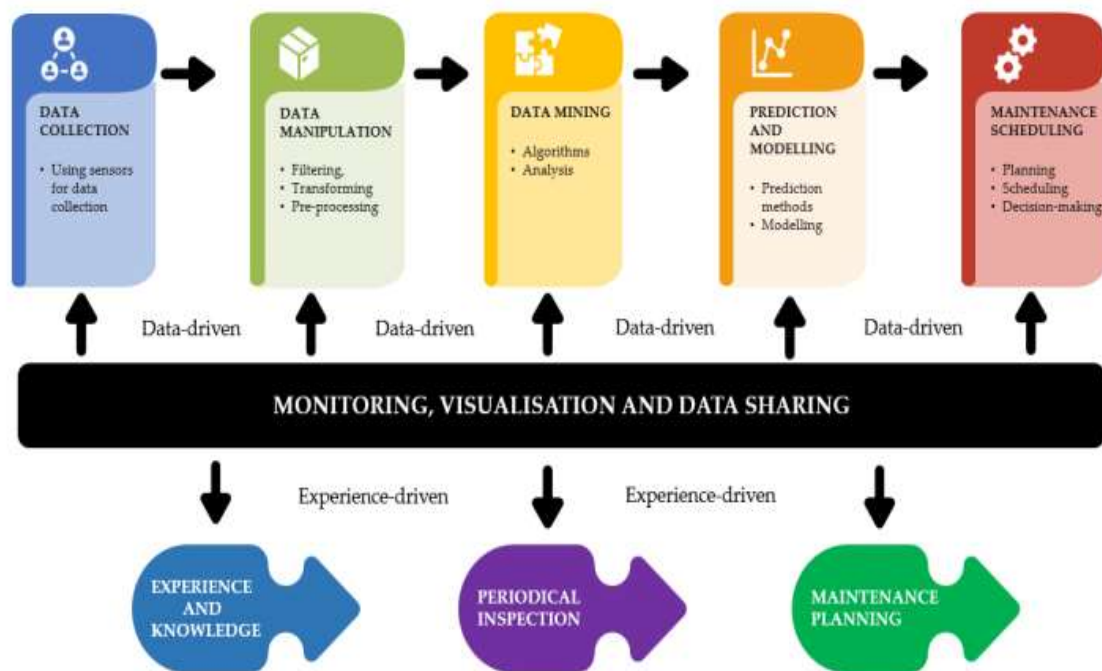 DATA
COLLECTION
• Using sensors
for data
collection
DATA
MANIPULATION
• Filtering,
• Transforming
• Pre-processing
DATA MINING
• Algorithms
• Analysis
PREDICTION
AND
MODELLING
• Prediction
methods
• Modelling
MAINTENANCE
SCHEDULING
• Planning
• Scheduling
• Decision-making
Data-driven
Data-driven
Data-driven
Data-driven
MONITORING, VISUALISATION AND DATA SHARING
Experience-driven
Experience-driven
EXPERIENCE
AND
KNOWLEDGE
PERIODICAL
INSPECTION
MAINTENANCE
PLANNING